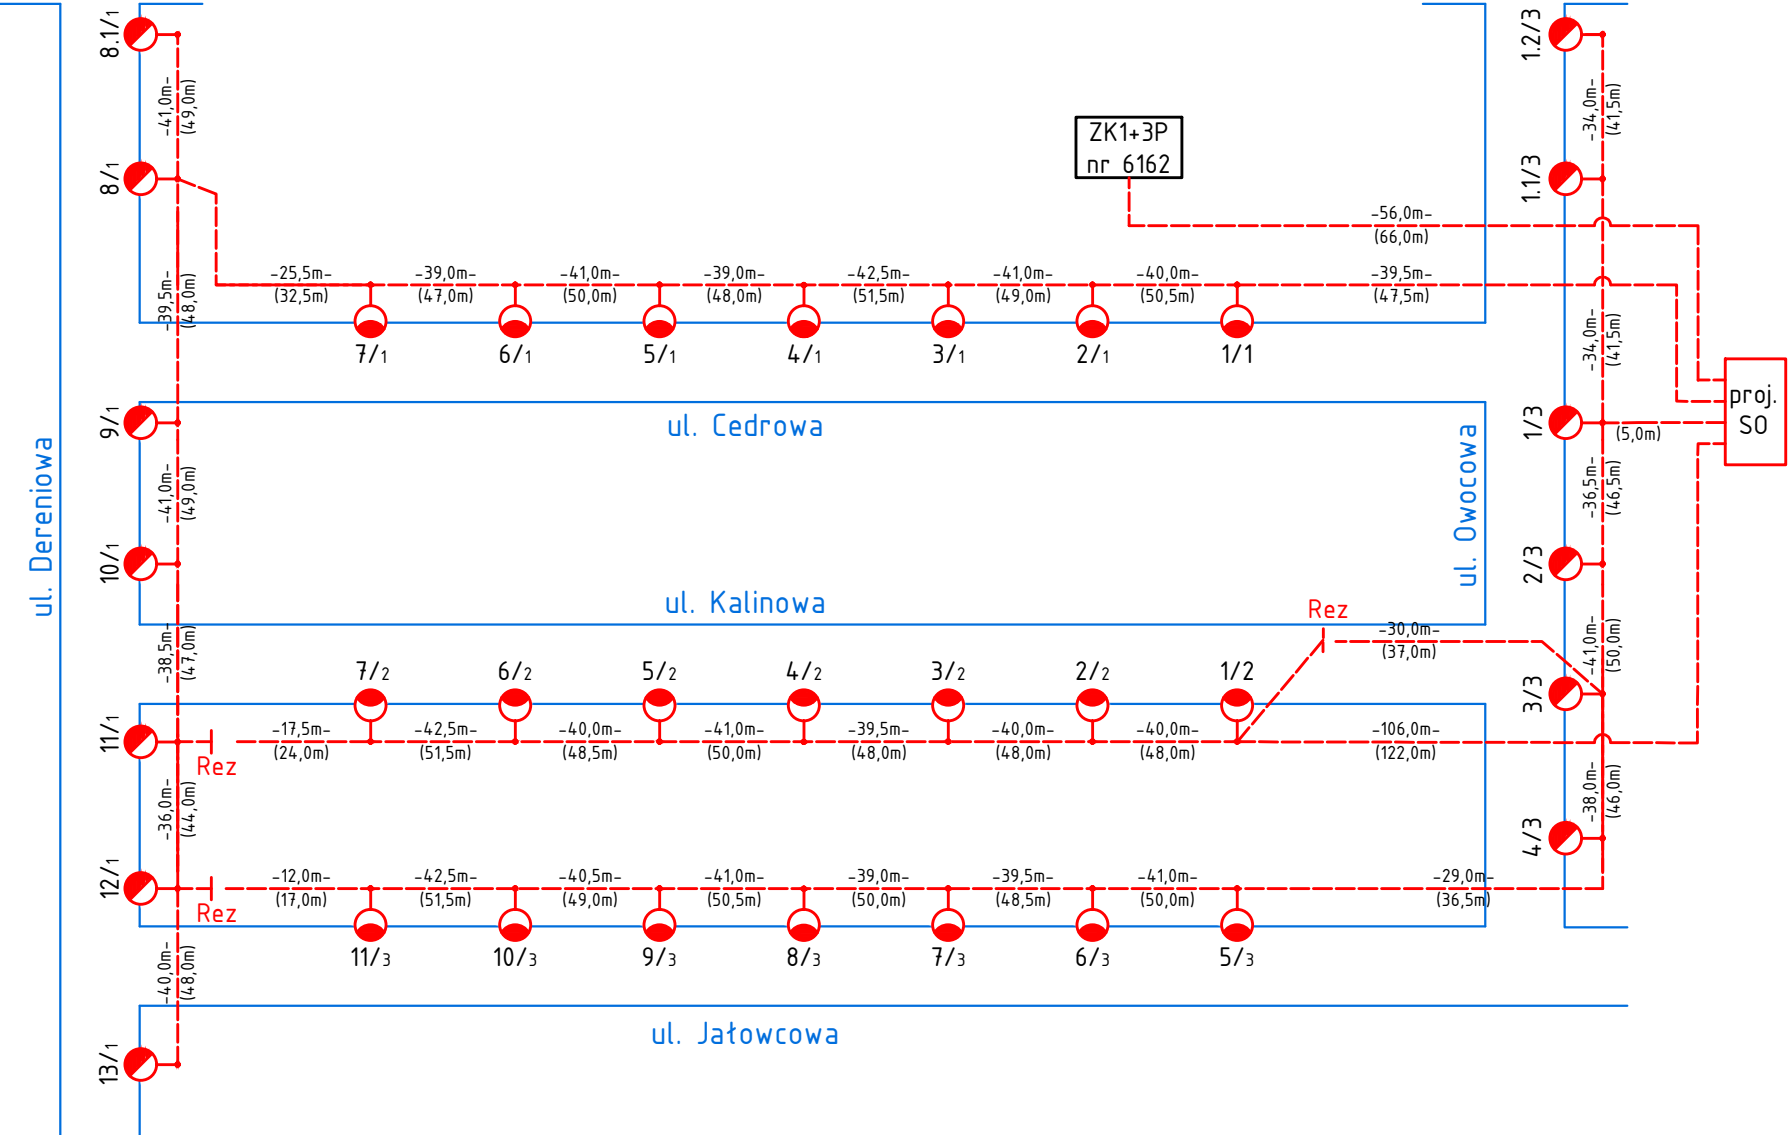 8.1/1
-41,0m-
(49,0m)
8/1
-39,5m-
(48,0m)
9/1
-41,0m-
(49,0m)
10/1
-38,5m-
(47,0m)
11/1
-36,0m-
(44,0m)
12/1
-40,0m-
(48,0m)
13/1
ul. Dereniowa
ZK1+3P
nr 6162
-56,0m-
(66,0m)
-25,5m-
(32,5m)
-39,0m-
(47,0m)
-41,0m-
(50,0m)
-39,0m-
(48,0m)
-42,5m-
(51,5m)
-41,0m-
(49,0m)
-40,0m-
(50,5m)
-39,5m-
(47,5m)
7/1
6/1
5/1
4/1
3/1
2/1
1/1
ul. Cedrowa
ul. Kalinowa
ul. Owocowa
Rez
-30,0m-
(37,0m)
7/2
6/2
5/2
4/2
3/2
2/2
1/2
Rez
-17,5m-
(24,0m)
-42,5m-
(51,5m)
-40,0m-
(48,5m)
-41,0m-
(50,0m)
-39,5m-
(48,0m)
-40,0m-
(48,0m)
-40,0m-
(48,0m)
-106,0m-
(122,0m)
Rez
-12,0m-
(17,0m)
-42,5m-
(51,5m)
-40,5m-
(49,0m)
-41,0m-
(50,5m)
-39,0m-
(50,0m)
-39,5m-
(48,5m)
-41,0m-
(50,0m)
-29,0m-
(36,5m)
11/3
10/3
9/3
8/3
7/3
6/3
5/3
ul. Jałowcowa
1.2/3
-34,0m-
(41,5m)
1.1/3
-34,0m-
(41,5m)
1/3
(5,0m)
-36,5m-
(46,5m)
2/3
-41,0m-
(50,0m)
3/3
-38,0m-
(46,0m)
4/3
proj.
SO